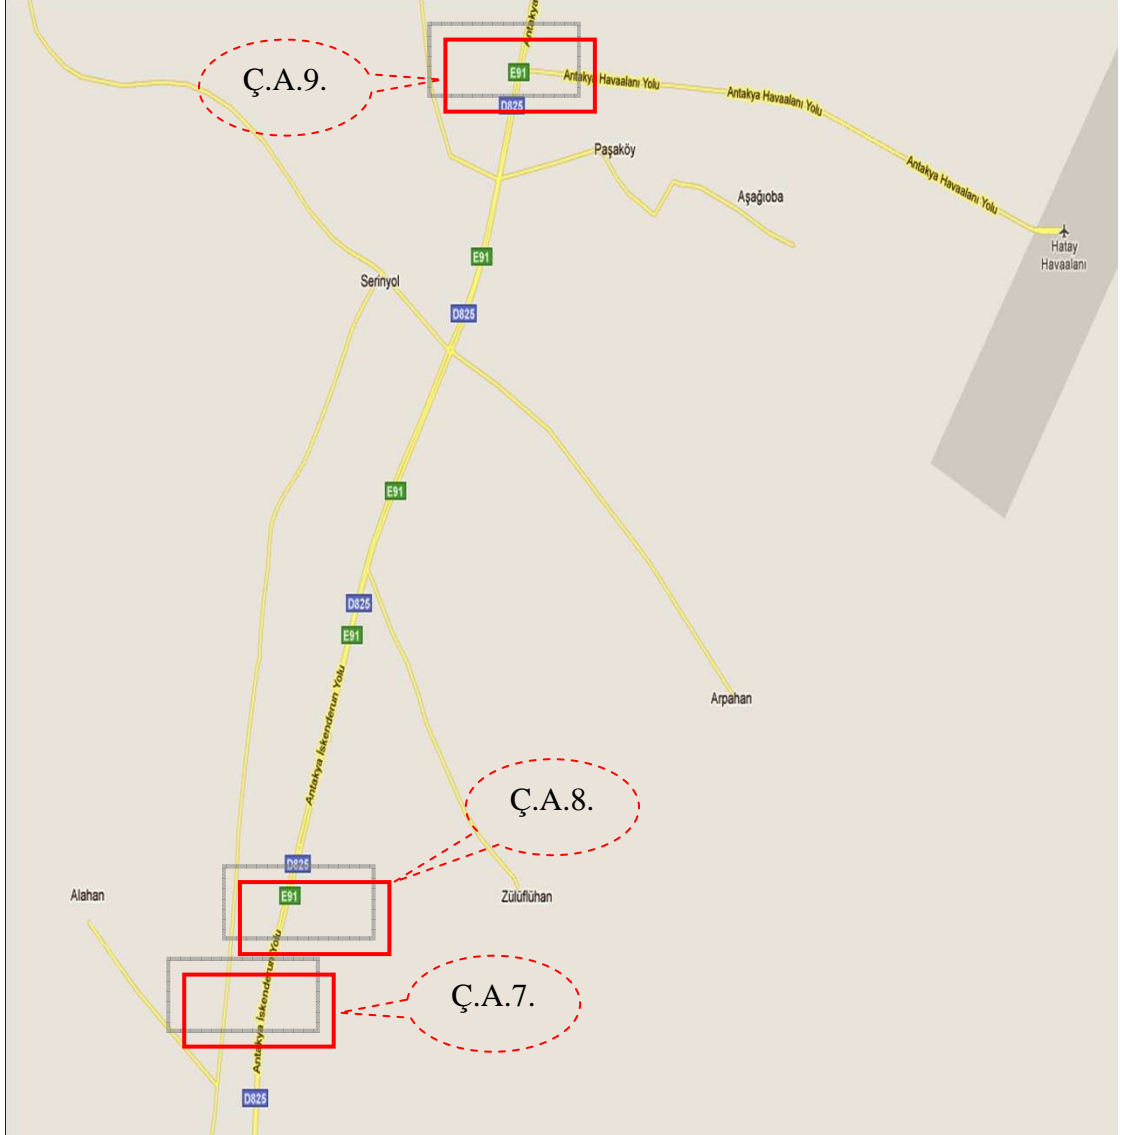 Antakya
Ç.A.9.
E91
Antakya Havaalanı Yolu
Antakya Havaalanı Yolu
D825
Paşaköy
Antakya Havaalanı Yolu
Aşağıoba
E91
Hatay
Havaalanı
Serinyol
D825
E91
D825
E91
Antakya İskenderun Yolu
Arpahan
Ç.A.8.
D825
Alahan
E91
Zülüflühan
Antakya İskenderun Yolu
Ç.A.7.
D825